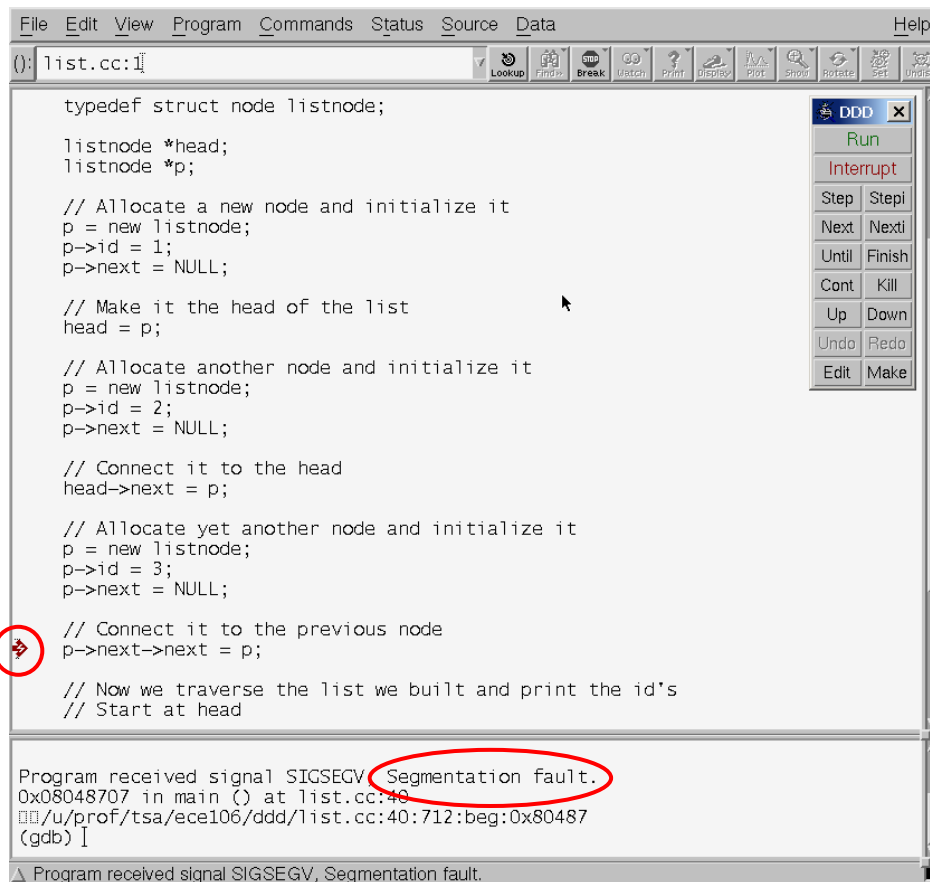 File Edit View Program Commands Status Source Data Help
(): list.cc:1
Lookup Find» Break Watch Print Display Plot Show Rotate Set Undis
typedef struct node listnode;
listnode *head;
listnode *p;
// Allocate a new node and initialize it
p = new listnode;
p->id = 1;
p->next = NULL;
// Make it the head of the list
head = p;
// Allocate another node and initialize it
p = new listnode;
p->id = 2;
p->next = NULL;
// Connect it to the head
head->next = p;
// Allocate yet another node and initialize it
p = new listnode;
p->id = 3;
p->next = NULL;
// Connect it to the previous node
p->next->next = p;
// Now we traverse the list we built and print the id's
// Start at head
DDD
Run
Interrupt
Step Stepi
Next Nexti
Until Finish
Cont Kill
Up Down
Undo Redo
Edit Make
Program received signal SIGSEGV, Segmentation fault.
0x08048707 in main () at list.cc:40
/u/prof/tsa/ece106/ddd/list.cc:40:712:beg:0x80487
(gdb)
Program received signal SIGSEGV, Segmentation fault.